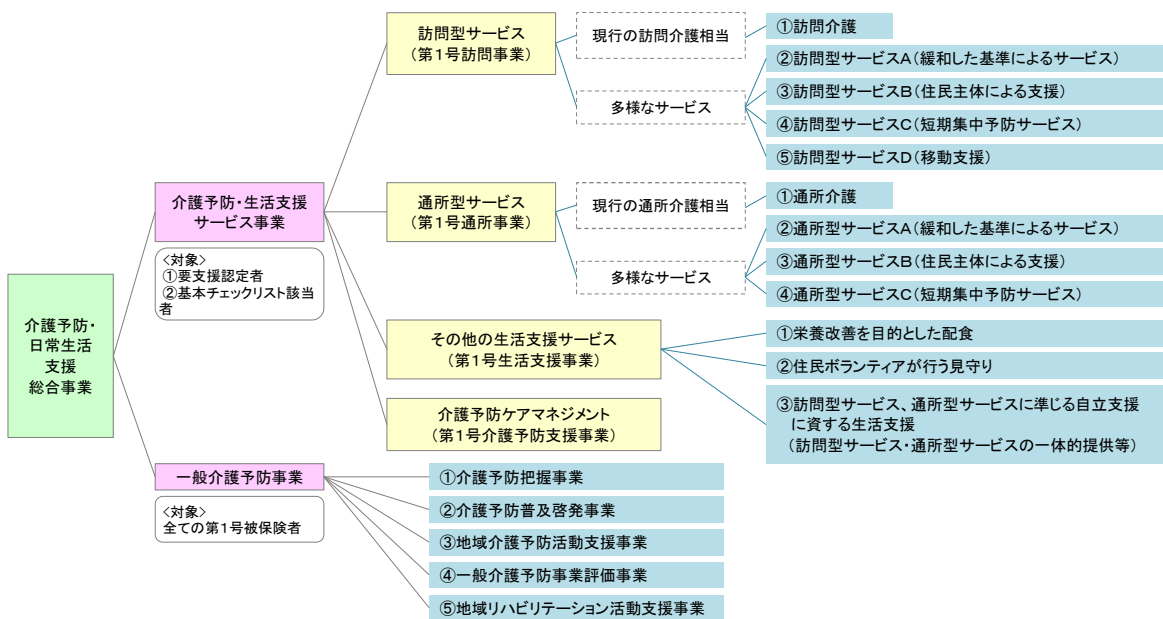 介護予防・
日常生活
支援
総合事業
介護予防・生活支援
サービス事業
<対象>
①要支援認定者
②基本チェックリスト該当
者
訪問型サービス
(第1号訪問事業)
現行の訪問介護相当
①訪問介護
多様なサービス
②訪問型サービスA(緩和した基準によるサービス)
③訪問型サービスB(住民主体による支援)
④訪問型サービスC(短期集中予防サービス)
⑤訪問型サービスD(移動支援)
通所型サービス
(第1号通所事業)
現行の通所介護相当
①通所介護
多様なサービス
②通所型サービスA(緩和した基準によるサービス)
③通所型サービスB(住民主体による支援)
④通所型サービスC(短期集中予防サービス)
その他の生活支援サービス
(第1号生活支援事業)
①栄養改善を目的とした配食
②住民ボランティアが行う見守り
③訪問型サービス、通所型サービスに準じる自立支援
に資する生活支援
(訪問型サービス・通所型サービスの一体的提供等)
介護予防ケアマネジメント
(第1号介護予防支援事業)
一般介護予防事業
<対象>
全ての第1号被保険者
①介護予防把握事業
②介護予防普及啓発事業
③地域介護予防活動支援事業
④一般介護予防事業評価事業
⑤地域リハビリテーション活動支援事業